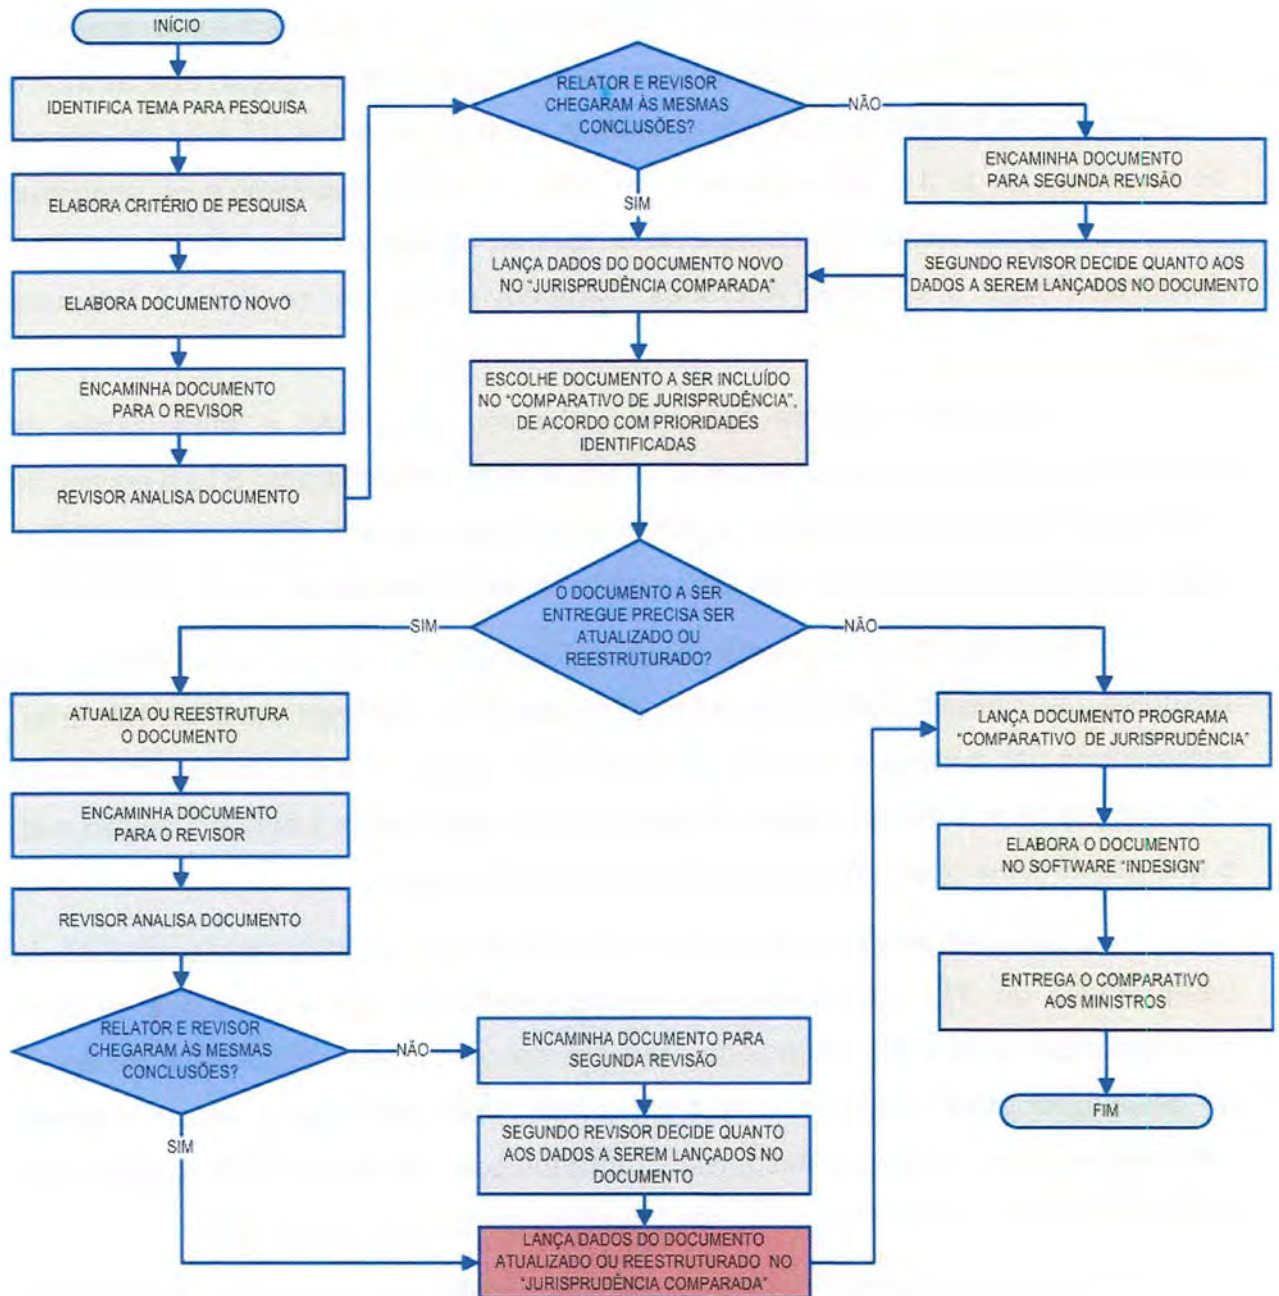 INÍCIO
IDENTIFICA TEMA PARA PESQUISA
ELABORA CRITÉRIO DE PESQUISA
ELABORA DOCUMENTO NOVO
ENCAMINHA DOCUMENTO
PARA O REVISOR
REVISOR ANALISA DOCUMENTO
RELATOR E REVISOR
CHEGARAM ÀS MESMAS
CONCLUSÕES?
NÃO
ENCAMINHA DOCUMENTO
PARA SEGUNDA REVISÃO
SEGUNDO REVISOR DECIDE QUANTO AOS
DADOS A SEREM LANÇADOS NO DOCUMENTO
SIM
LANÇA DADOS DO DOCUMENTO NOVO
NO “JURISPRUDÊNCIA COMPARADA”
ESCOLHE DOCUMENTO A SER INCLUÍDO
NO “COMPARATIVO DE JURISPRUDÊNCIA”,
DE ACORDO COM PRIORIDADES
IDENTIFICADAS
O DOCUMENTO A SER
ENTREGUE PRECISA SER
ATUALIZADO OU
REESTRUTURADO?
SIM
ATUALIZA OU REESTRUTURA
O DOCUMENTO
ENCAMINHA DOCUMENTO
PARA O REVISOR
REVISOR ANALISA DOCUMENTO
RELATOR E REVISOR
CHEGARAM ÀS MESMAS
CONCLUSÕES?
NÃO
ENCAMINHA DOCUMENTO PARA
SEGUNDA REVISÃO
SEGUNDO REVISOR DECIDE QUANTO
AOS DADOS A SEREM LANÇADOS NO
DOCUMENTO
SIM
LANÇA DADOS DO DOCUMENTO
ATUALIZADO OU REESTRUTURADO NO
“JURISPRUDÊNCIA COMPARADA”
NÃO
LANÇA DOCUMENTO PROGRAMA
“COMPARATIVO DE JURISPRUDÊNCIA”
ELABORA O DOCUMENTO
NO SOFTWARE “INDESIGN”
ENTREGA O COMPARATIVO
AOS MINISTROS
FIM